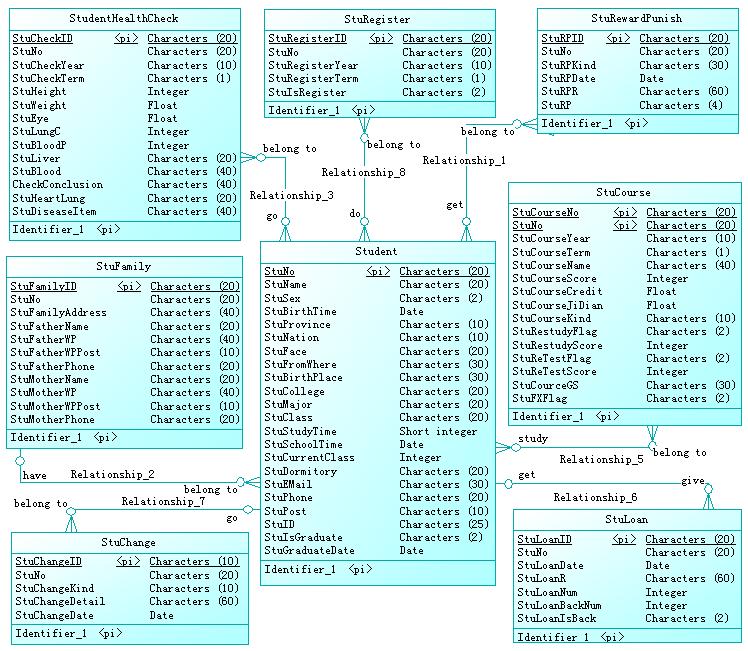 StudentHealthCheck
StuCheckID <pi> Characters (20)
StuNo Characters (20)
StuCheckYear Characters (10)
StuCheckTerm Characters (1)
StuHeight Integer
StuWeight Float
StuEye Float
StuLungC Integer
StuBloodP Integer
StuLiver Characters (20)
StuBlood Characters (40)
CheckConclusion Characters (40)
StuHeartLung Characters (20)
StuDiseaseItem Characters (40)
Identifier_1 <pi>
StuRegister
StuRegisterID <pi> Characters (20)
StuNo Characters (20)
StuRegisterYear Characters (10)
StuRegisterTerm Characters (1)
StuIsRegister Characters (2)
Identifier_1 <pi>
StuRewardPunish
StuRPID <pi> Characters (20)
StuNo Characters (20)
StuRPKind Characters (30)
StuRPDate Date
StuRPR Characters (60)
StuRP Characters (4)
Identifier_1 <pi>
belong to
Relationship_3
go
belong to
Relationship_8
do
belong to
Relationship_1
get
StuFamily
StuFamilyID <pi> Characters (20)
StuNo Characters (20)
StuFamilyAddress Characters (40)
StuFatherName Characters (20)
StuFatherWP Characters (40)
StuFatherWPPost Characters (10)
StuFatherPhone Characters (20)
StuMotherName Characters (20)
StuMotherWP Characters (40)
StuMotherWPPost Characters (10)
StuMotherPhone Characters (20)
Identifier_1 <pi>
Student
StuNo <pi> Characters (20)
StuName Characters (20)
StuSex Characters (2)
StuBirthTime Date
StuProvince Characters (10)
StuNation Characters (10)
StuFace Characters (20)
StuFromWhere Characters (30)
StuBirthPlace Characters (30)
StuCollege Characters (20)
StuMajor Characters (20)
StuClass Characters (20)
StuStudyTime Short integer
StuSchoolTime Date
StuCurrentClass Integer
StuDormitory Characters (20)
StuEMail Characters (30)
StuPhone Characters (20)
StuPost Characters (10)
StuID Characters (25)
StuIsGraduate Characters (2)
StuGraduateDate Date
Identifier_1 <pi>
StuCourse
StuCourseNo <pi> Characters (20)
StuNo <pi> Characters (20)
StuCourseYear Characters (10)
StuCourseTerm Characters (1)
StuCourseName Characters (40)
StuCourseScore Integer
StuCourseCredit Float
StuCourseJiDian Float
StuCourseKind Characters (10)
StuRestudyFlag Characters (2)
StuRestudyScore Integer
StuReTestFlag Characters (2)
StuReTestScore Integer
StuCourceGS Characters (30)
StuFXFlag Characters (2)
Identifier_1 <pi>
have
Relationship_2
belong to
belong to
Relationship_7
go
study
Relationship_5
belong to
get
Relationship_6
give
StuChange
StuChangeID <pi> Characters (10)
StuNo Characters (20)
StuChangeKind Characters (10)
StuChangeDetail Characters (60)
StuChangeDate Date
Identifier_1 <pi>
StuLoan
StuLoanID <pi> Characters (20)
StuNo Characters (20)
StuLoanDate Date
StuLoanR Characters (60)
StuLoanNum Integer
StuLoanBackNum Integer
StuLoanIsBack Characters (2)
Identifier_1 <pi>